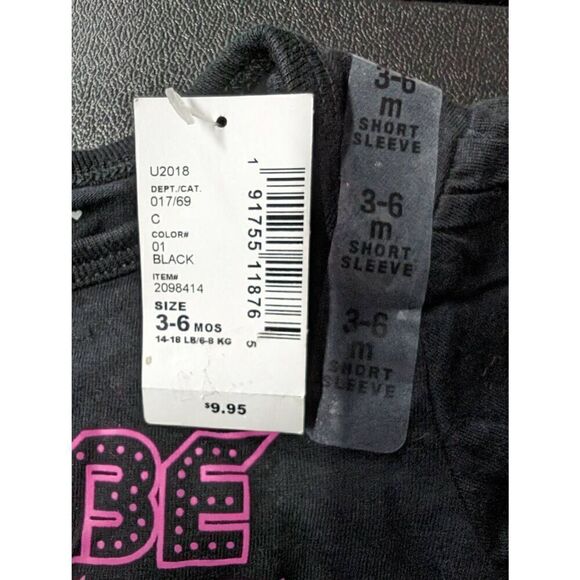 U2018
DEPT./CAT.
017/69
C
COLOR#
01
BLACK
ITEM#
2098414
SIZE
3-6 MOS
14-18 LB/6-8 KG
$9.95
1 91755 11876 5
3-6
m
SHORT
SLEEVE
3-6
m
SHORT
SLEEVE
3-6
m
SHORT
SLEEVE
BE